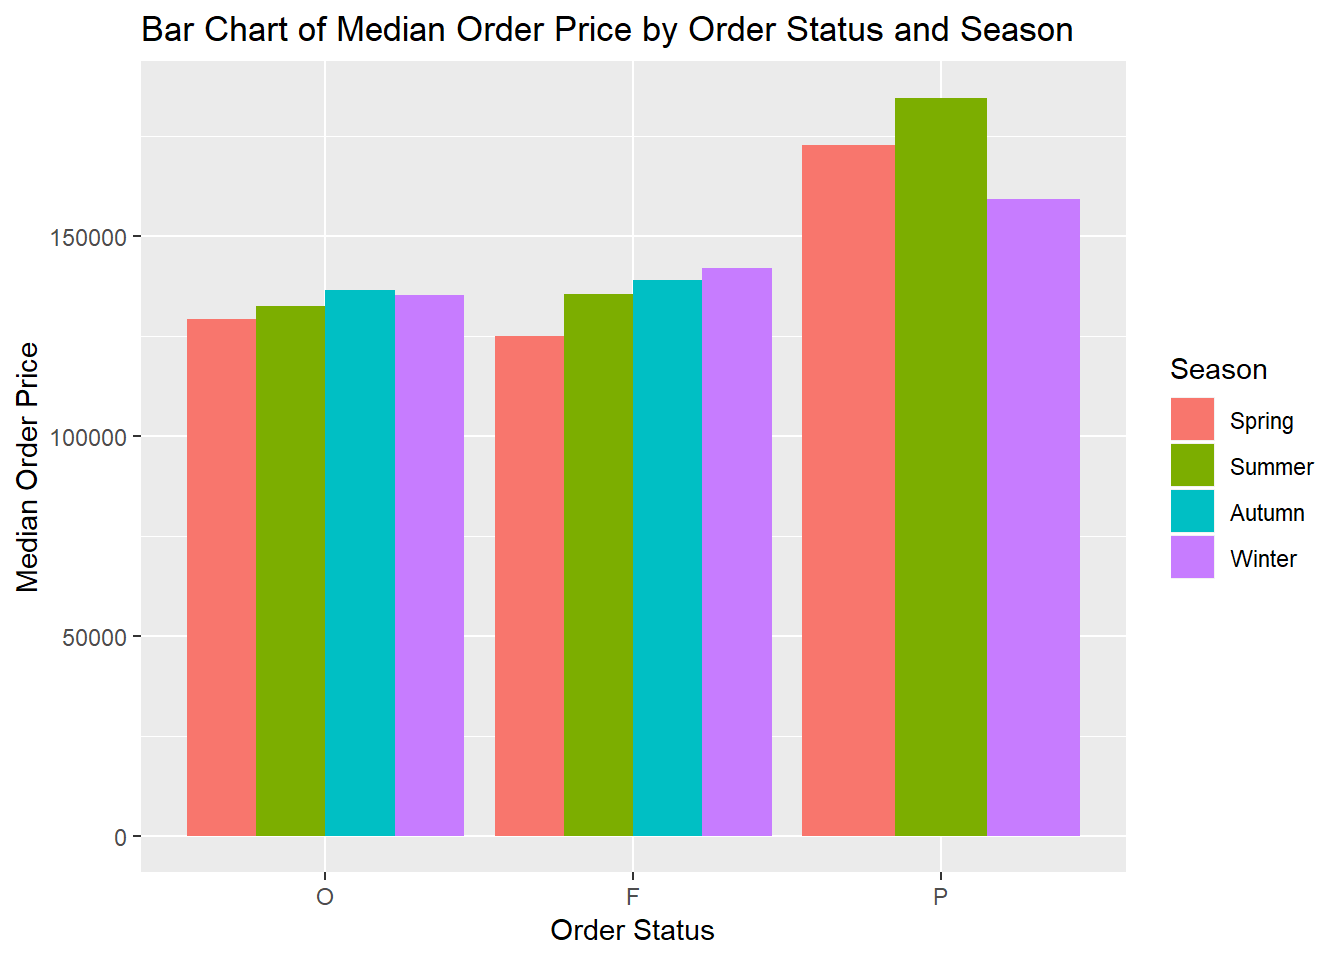 Bar Chart of Median Order Price by Order Status and Season
Median Order Price
150000
100000
50000
0
O
F
P
Order Status
Season
Spring
Summer
Autumn
Winter